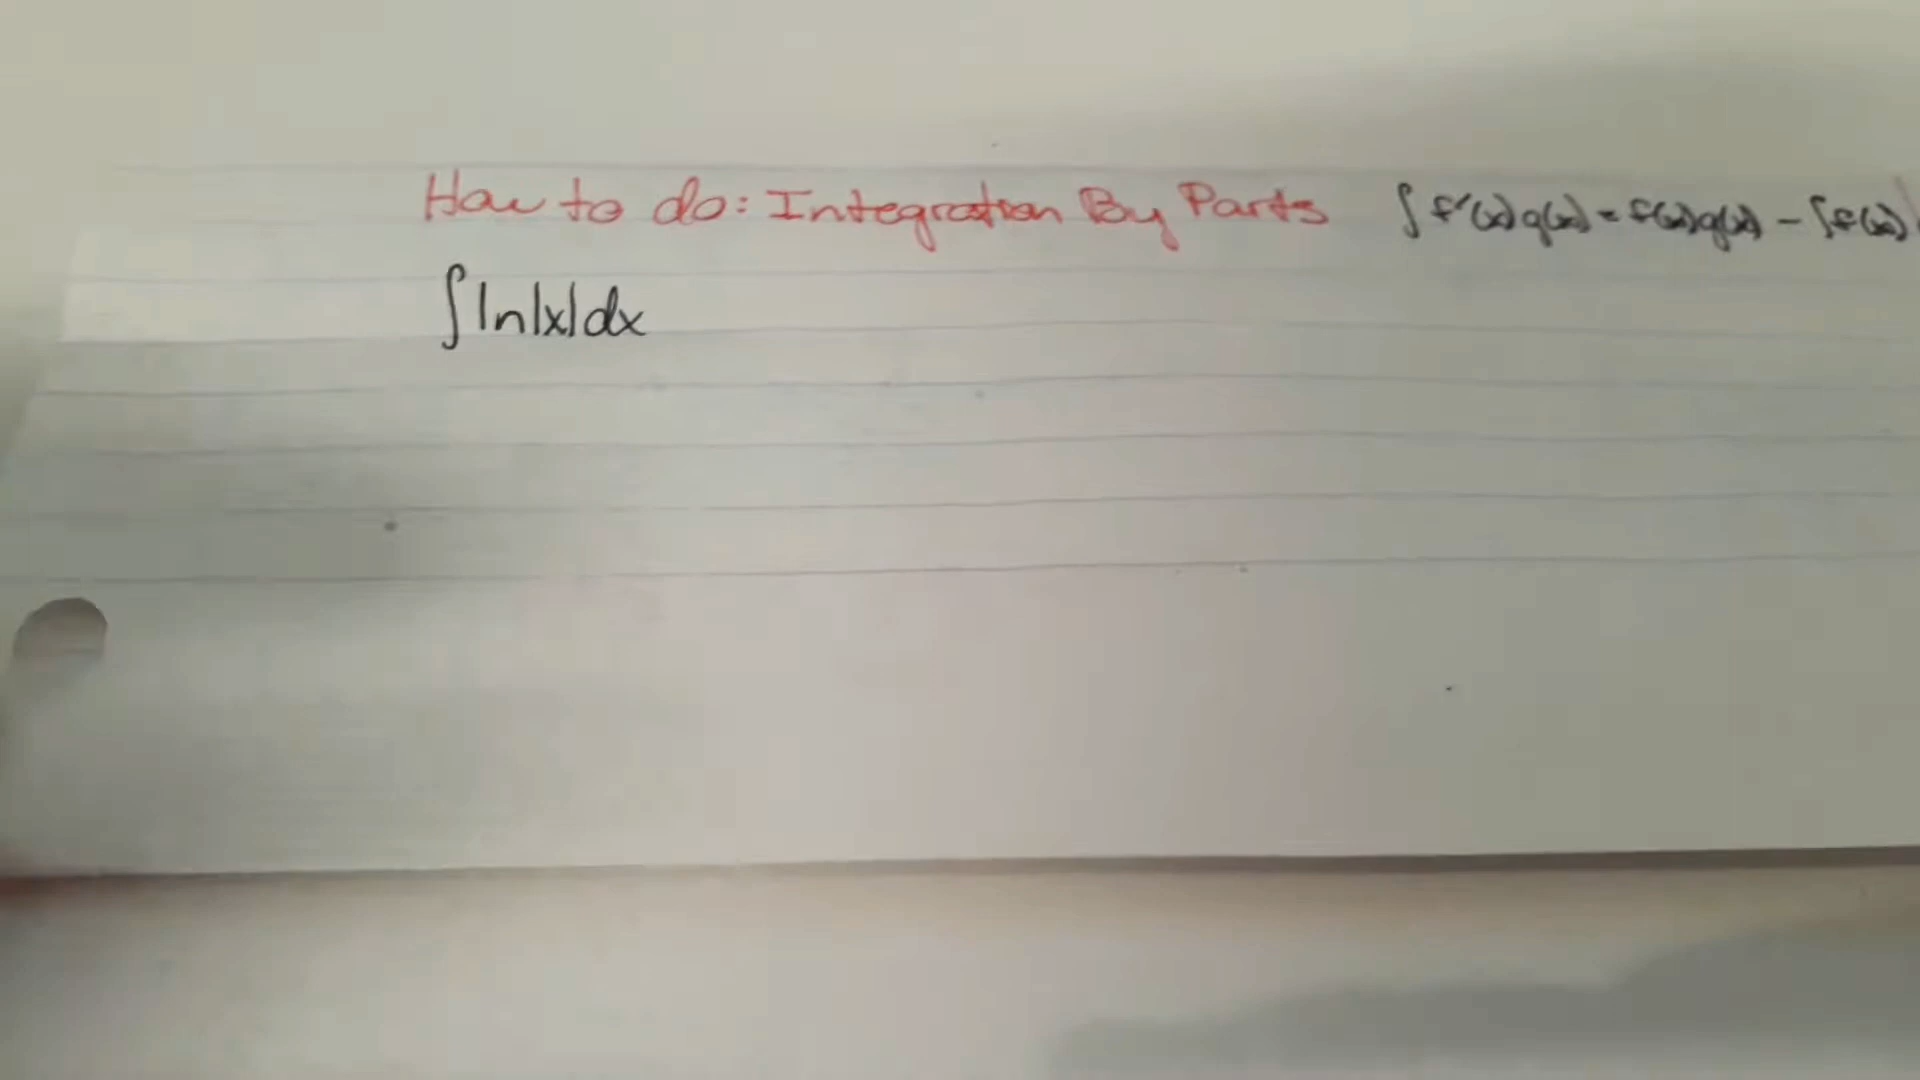 How to do: Integration By Parts ∫f'(x)g(x) = f(x)g(x) - ∫f(x)
∫ln|x|dx